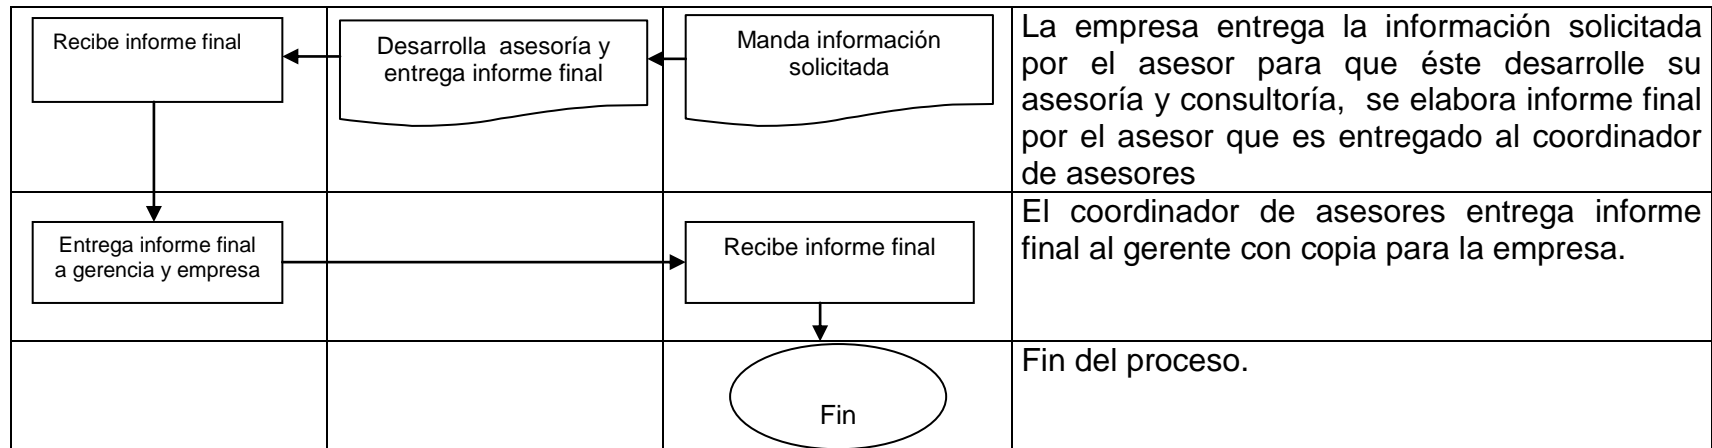 Recibe informe final
Desarrolla asesoría y
entrega informe final
Manda información
solicitada
La empresa entrega la información solicitada
por el asesor para que éste desarrolle su
asesoría y consultoría, se elabora informe final
por el asesor que es entregado al coordinador
de asesores
Entrega informe final
a gerencia y empresa
Recibe informe final
El coordinador de asesores entrega informe
final al gerente con copia para la empresa.
Fin
Fin del proceso.